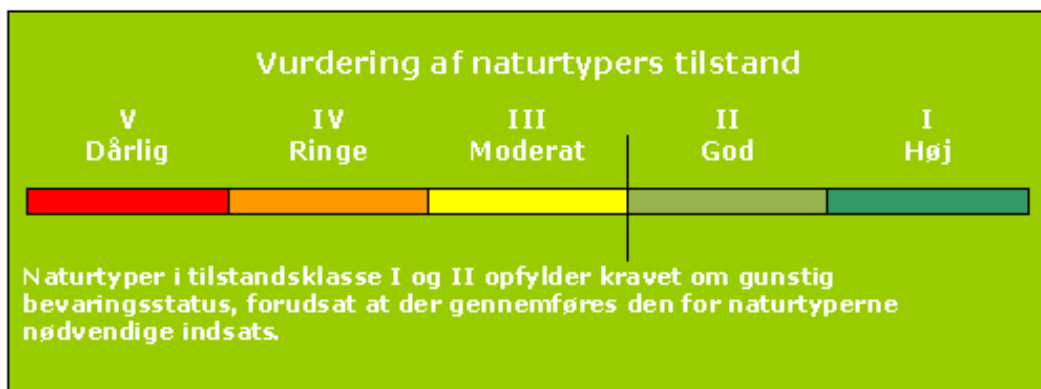 Vurdering af naturtypers tilstand
V IV III II I
Dårlig Ringe Moderat God Høj
Naturtyper i tilstandsklasse I og II opfylder kravet om gunstig
bevaringsstatus, forudsat at der gennemføres den for naturtyperne
nødvendige indsats.